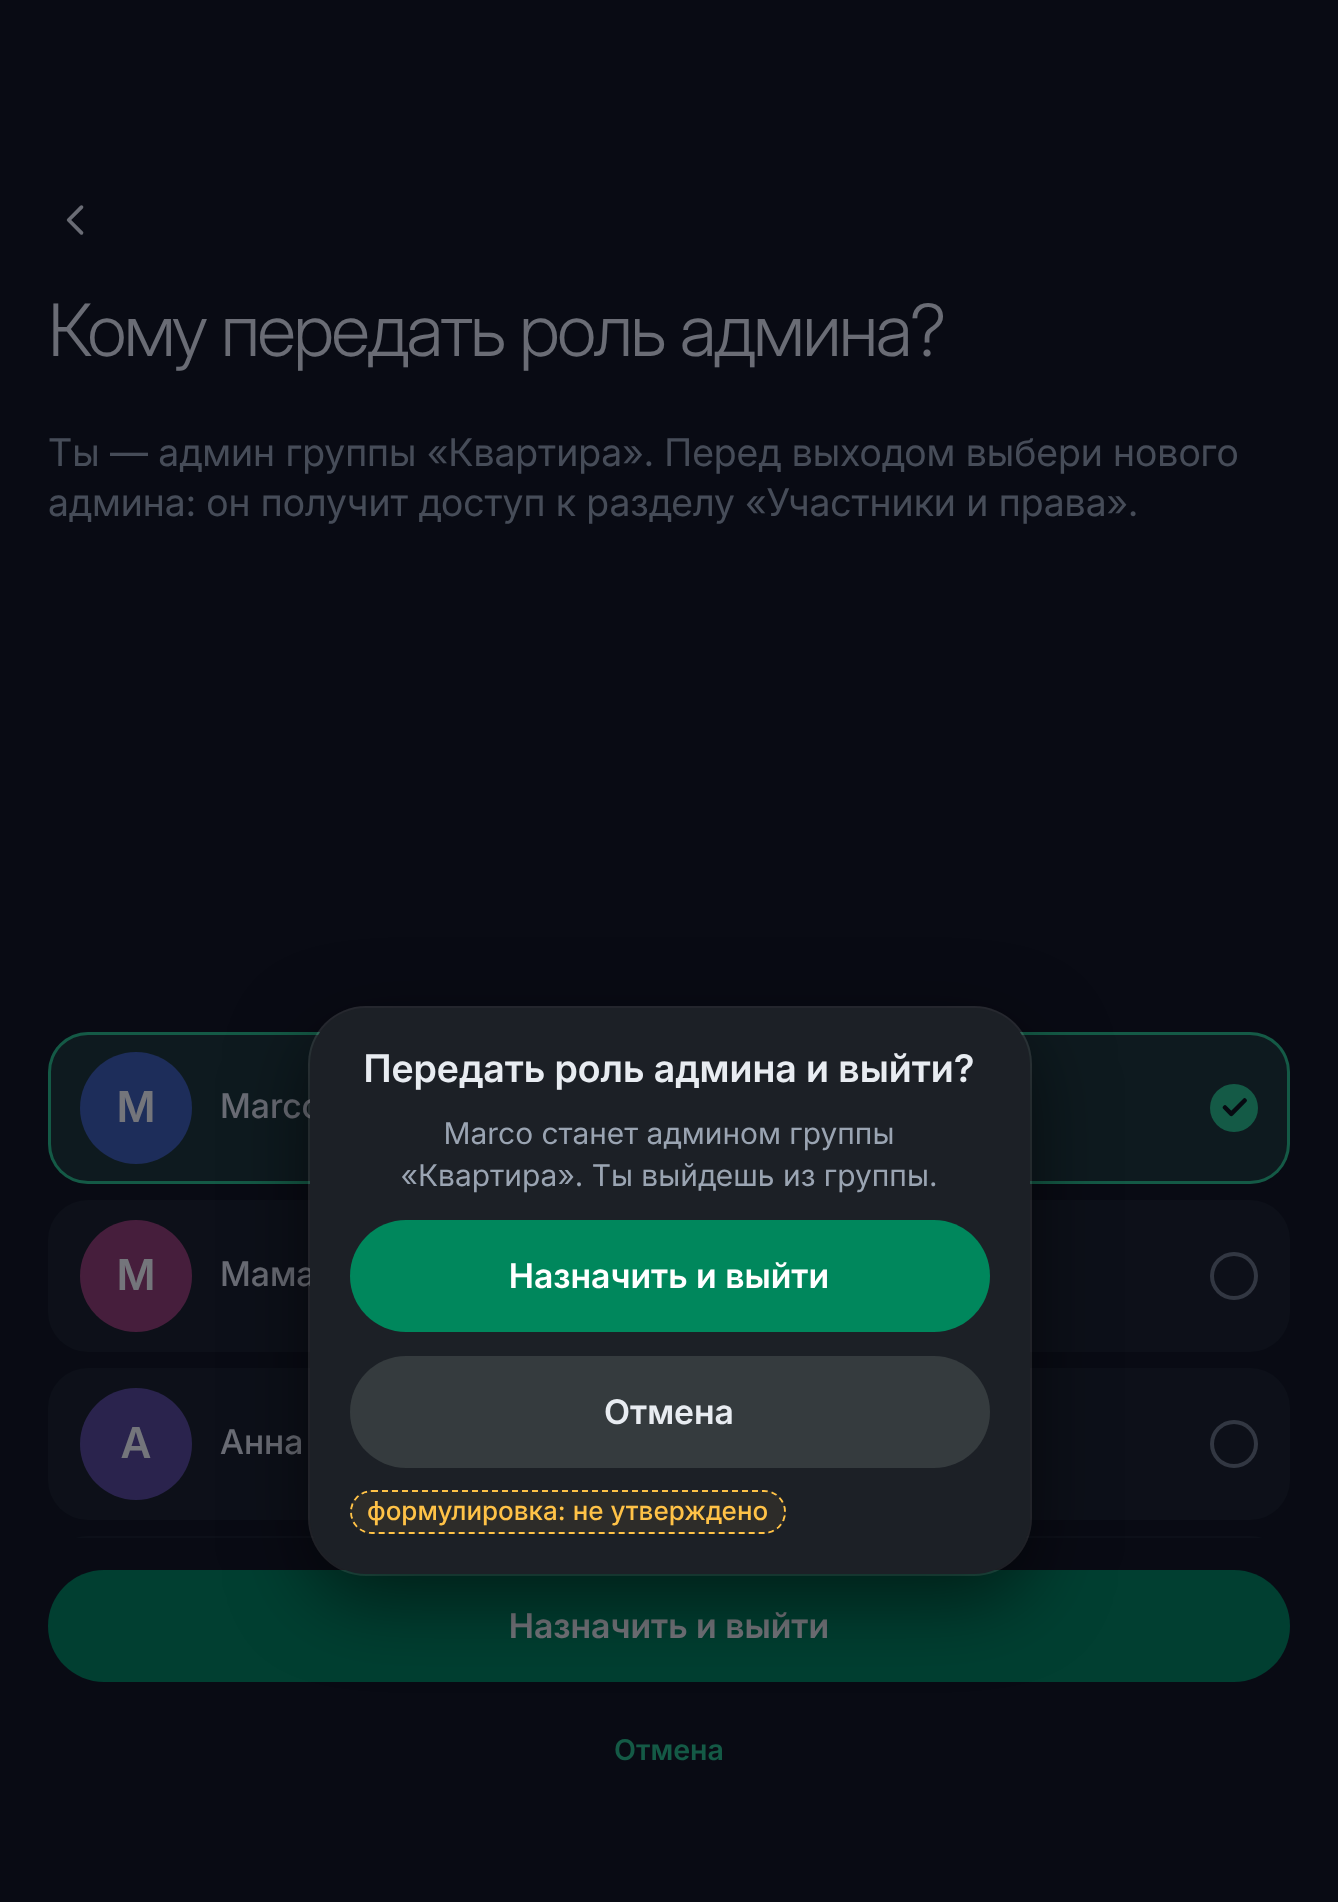 Кому передать роль админа?
Ты — админ группы «Квартира». Перед выходом выбери нового
админа: он получит доступ к разделу «Участники и права».
Передать роль админа и выйти?
Marco станет админом группы
«Квартира». Ты выйдешь из группы.
Назначить и выйти
Отмена
формулировка: не утверждено
M Marco
М Мама
А Анна
Назначить и выйти
Отмена